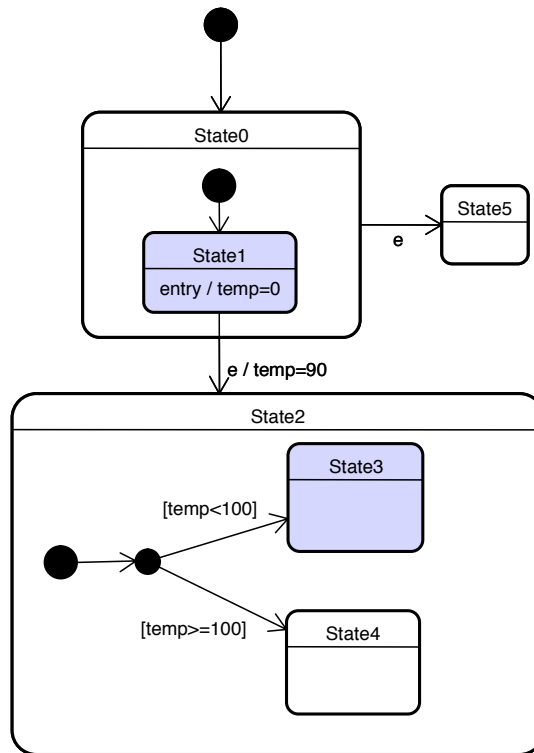 State0
State5
State1
entry / temp=0
e
e / temp=90
State2
State3
[temp<100]
[temp>=100]
State4